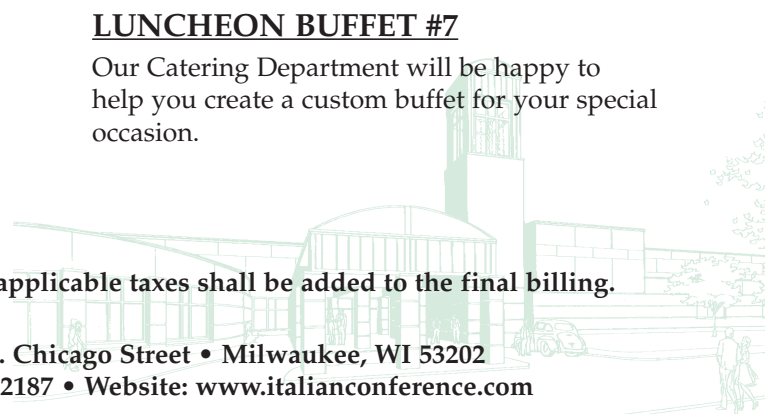 LUNCHEON BUFFET #7
Our Catering Department will be happy to
help you create a custom buffet for your special
occasion.
applicable taxes shall be added to the final billing.
. Chicago Street • Milwaukee, WI 53202
2187 • Website: www.italianconference.com